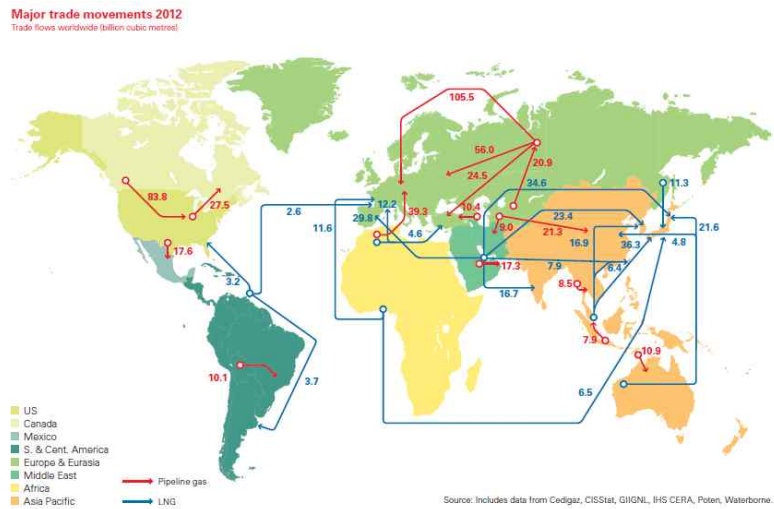 Major trade movements 2012
Trade flows worldwide (billion cubic metres)
105.5
56.0
20.9
24.5
34.6
11.3
83.8
27.5
2.6
12.2
39.3
10.4
23.4
11.6
29.8
4.6
9.0
21.3
16.9
36.3
21.6
4.8
17.6
17.3
7.9
6.4
3.2
16.7
8.5
7.9
10.9
10.1
3.7
6.5
US
Canada
Mexico
S. & Cent. America
Europe & Eurasia
Middle East
Africa
Asia Pacific
Pipeline gas
LNG
Source: Includes data from Cedigaz, CISStat, GIIGNL, IHS CERA, Poten, Waterborne.